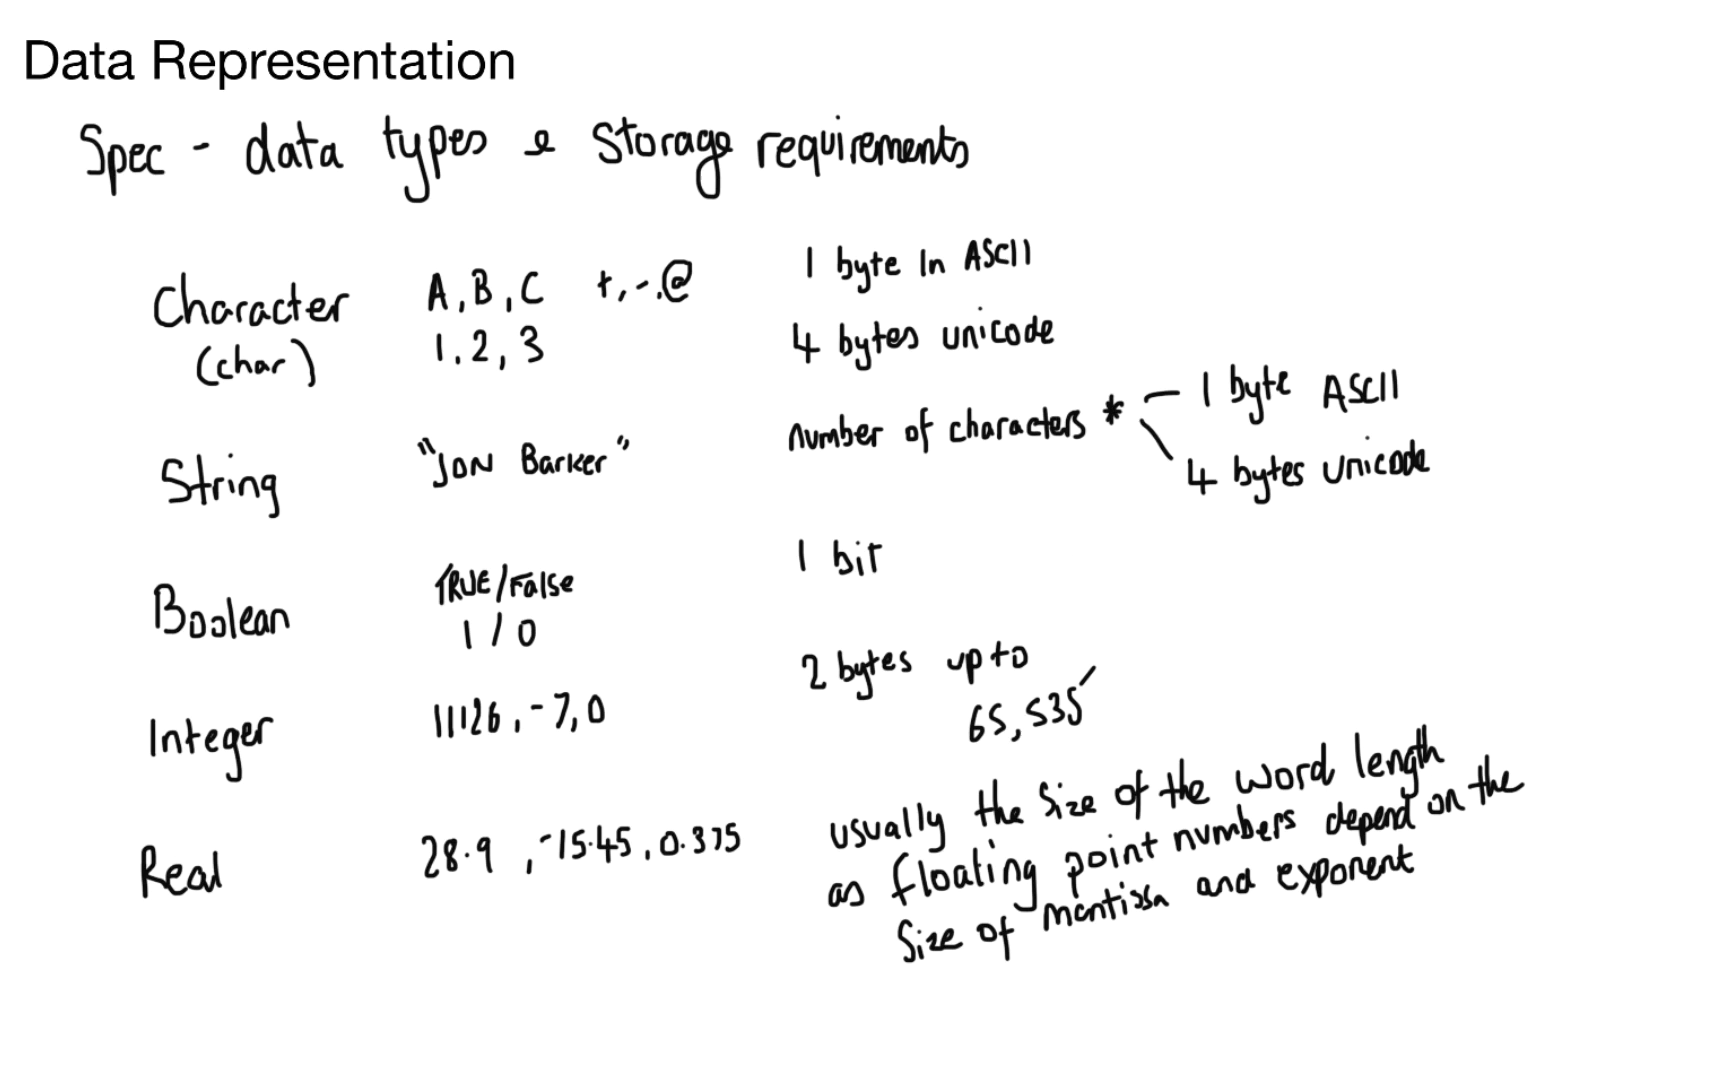 Data Representation
Spec - data types & storage requirements
Character A, B, C +, -, @ 1 byte in ASCII
(char) 1, 2, 3 4 bytes unicode
String "Jon Barker" number of characters * 1 byte ASCII
4 bytes unicode
Boolean TRUE/False 1 bit
1 / 0
Integer 11126, -7, 0 2 bytes up to
65,535
Real 28.9, -15.45, 0.375 usually the size of the word length
as floating point numbers depend on the
size of mantissa and exponent